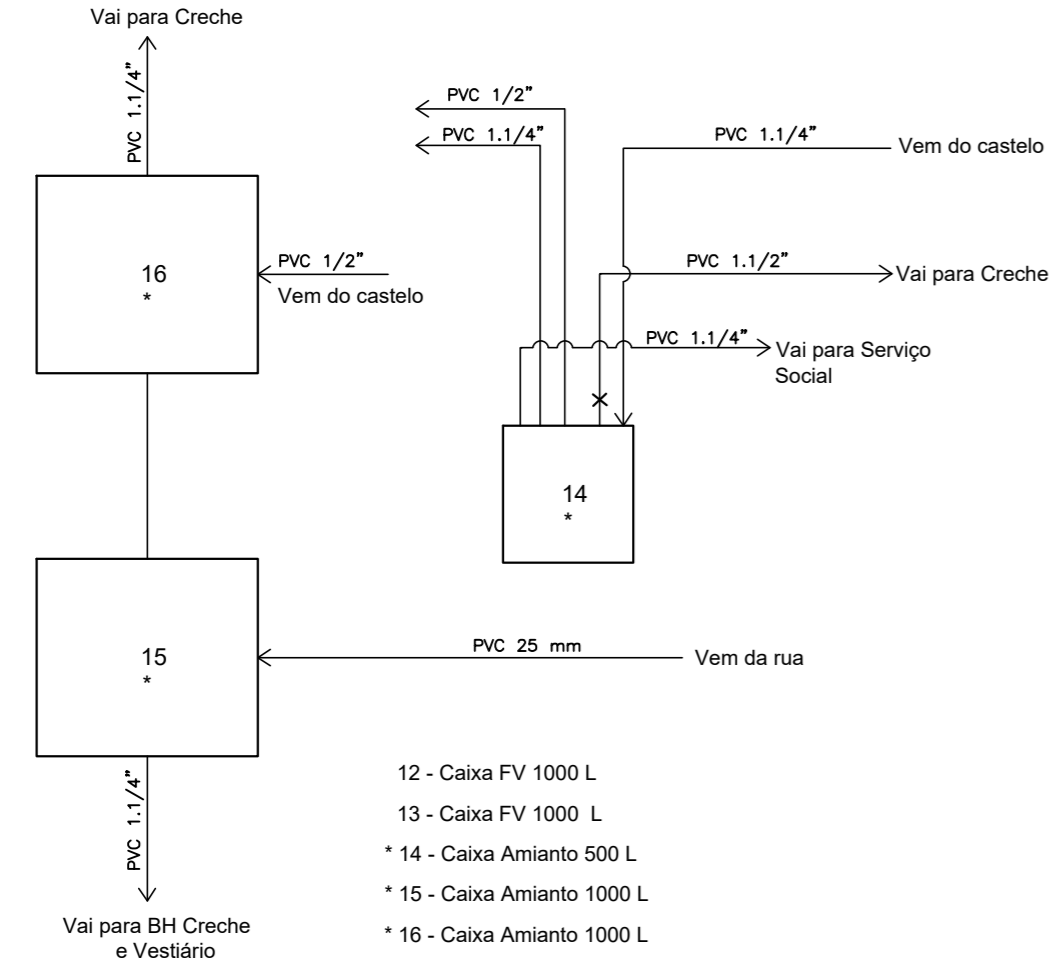 Vai para Creche
PVC 1.1/4"
16
*
PVC 1/2"
Vem do castelo
PVC 1/2"
PVC 1.1/4"
PVC 1.1/4"
Vem do castelo
PVC 1.1/2"
Vai para Creche
PVC 1.1/4"
Vai para Serviço
Social
14
*
15
*
PVC 25 mm
Vem da rua
PVC 1.1/4"
Vai para BH Creche
e Vestiário
12 - Caixa FV 1000 L
13 - Caixa FV 1000 L
* 14 - Caixa Amianto 500 L
* 15 - Caixa Amianto 1000 L
* 16 - Caixa Amianto 1000 L